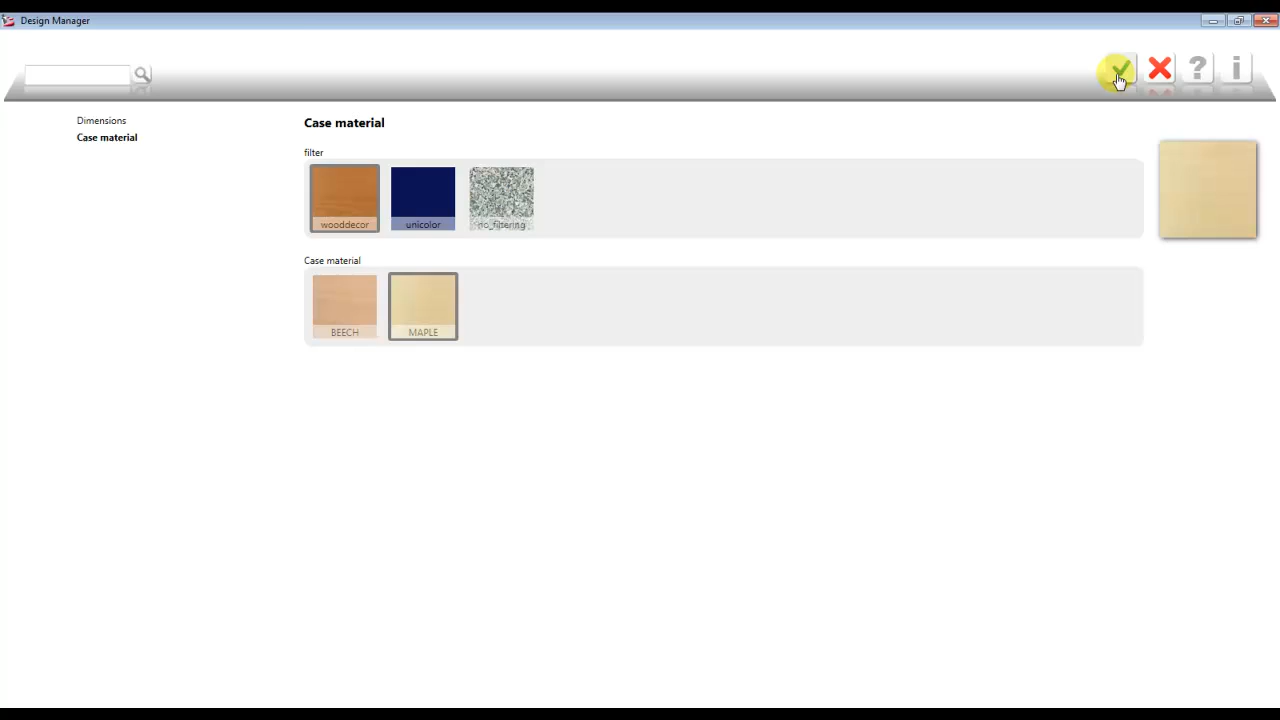 Design Manager
Dimensions
Case material
Case material
filter
wooddecor
unicolor
no_filtering
Case material
BEECH
MAPLE